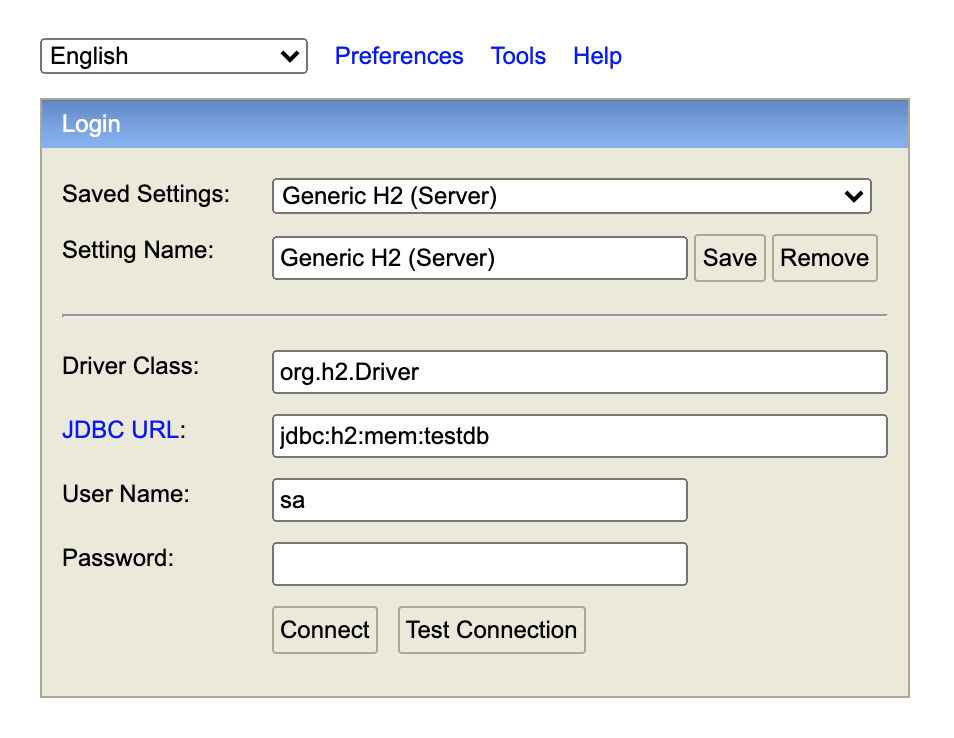 English Preferences Tools Help
Login
Saved Settings: Generic H2 (Server)
Setting Name: Generic H2 (Server) Save Remove
Driver Class: org.h2.Driver
JDBC URL: jdbc:h2:mem:testdb
User Name: sa
Password:
Connect Test Connection